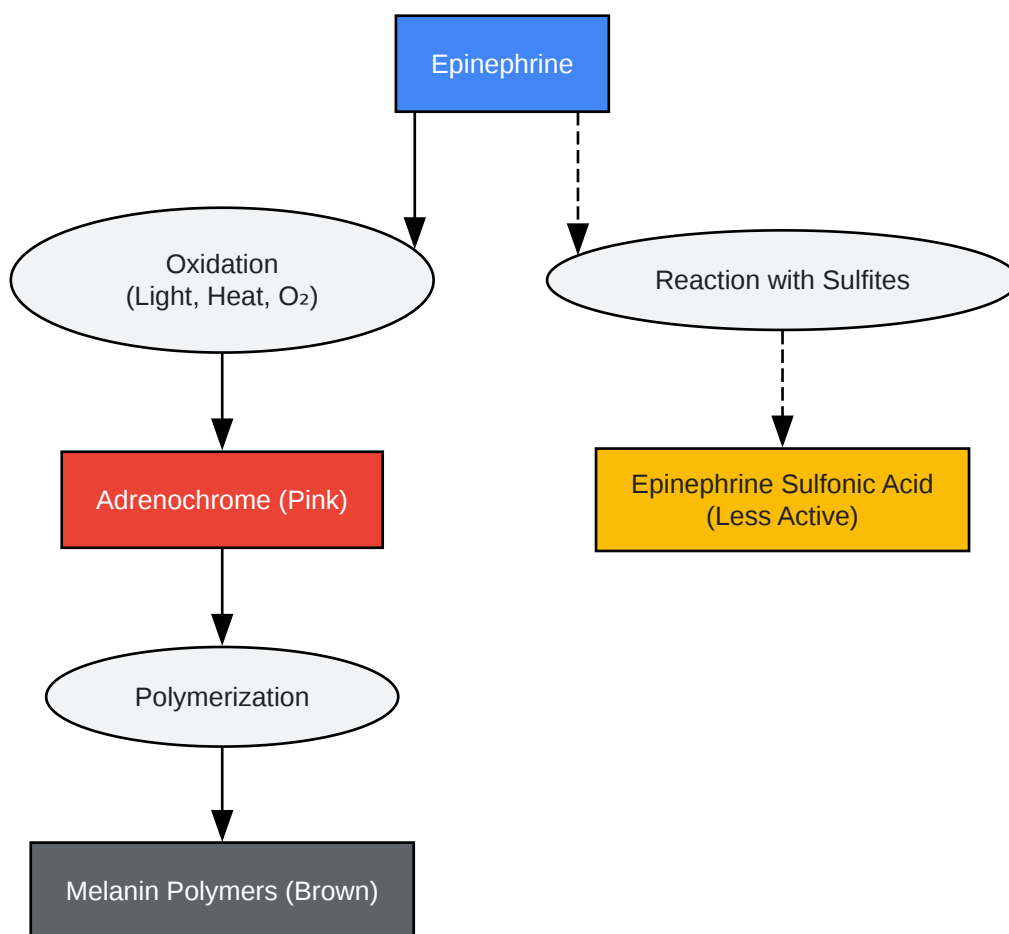 Epinephrine
Oxidation
(Light, Heat, O₂)
Reaction with Sulfites
Adrenochrome (Pink)
Epinephrine Sulfonic Acid
(Less Active)
Polymerization
Melanin Polymers (Brown)